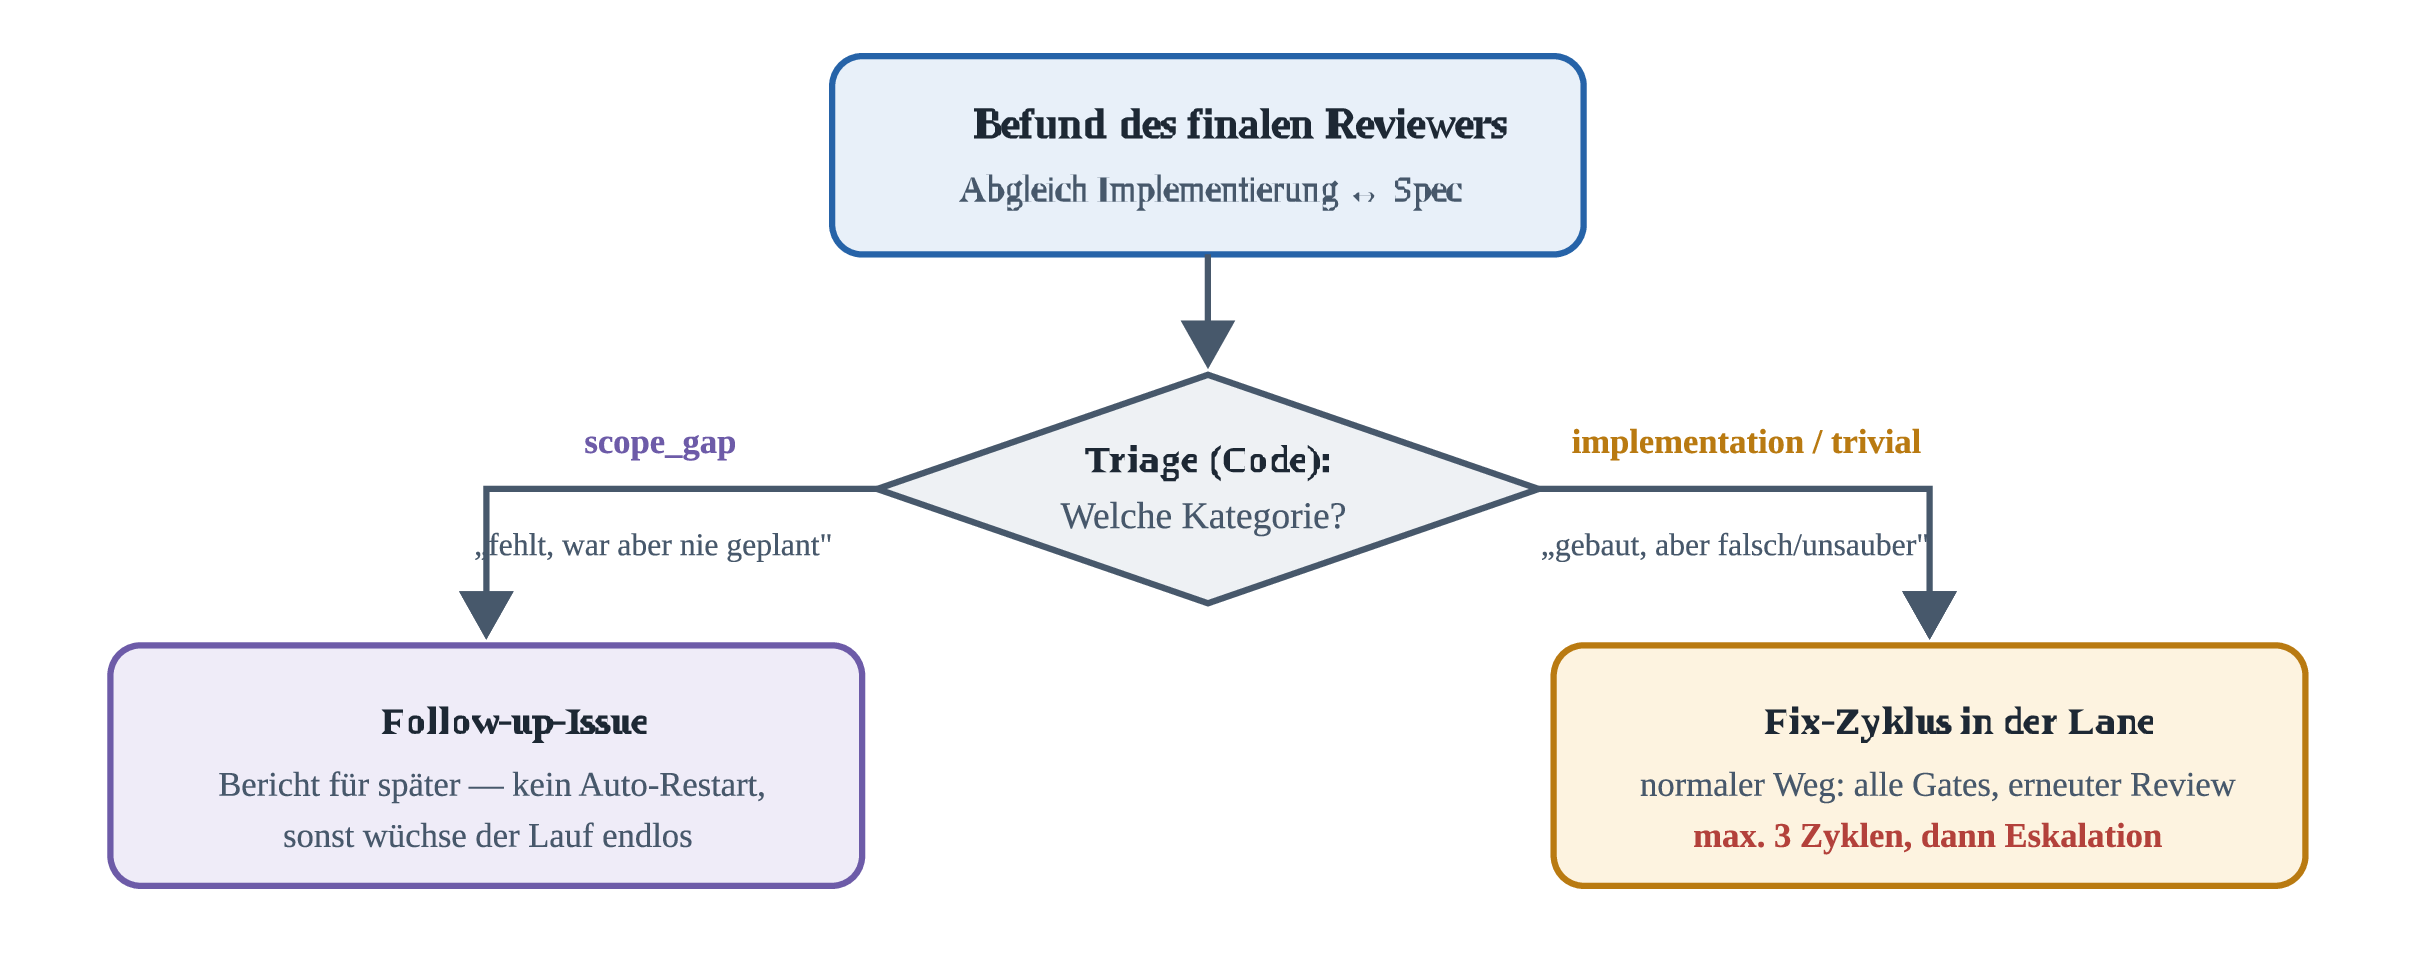 Befund des finalen Reviewers
Abgleich Implementierung ↔ Spec
scope_gap
implementation / trivial
Triage (Code):
Welche Kategorie?
„fehlt, war aber nie geplant"
„gebaut, aber falsch/unsauber"
Follow-up-Issue
Bericht für später — kein Auto-Restart,
sonst wüchse der Lauf endlos
Fix-Zyklus in der Lane
normaler Weg: alle Gates, erneuter Review
max. 3 Zyklen, dann Eskalation